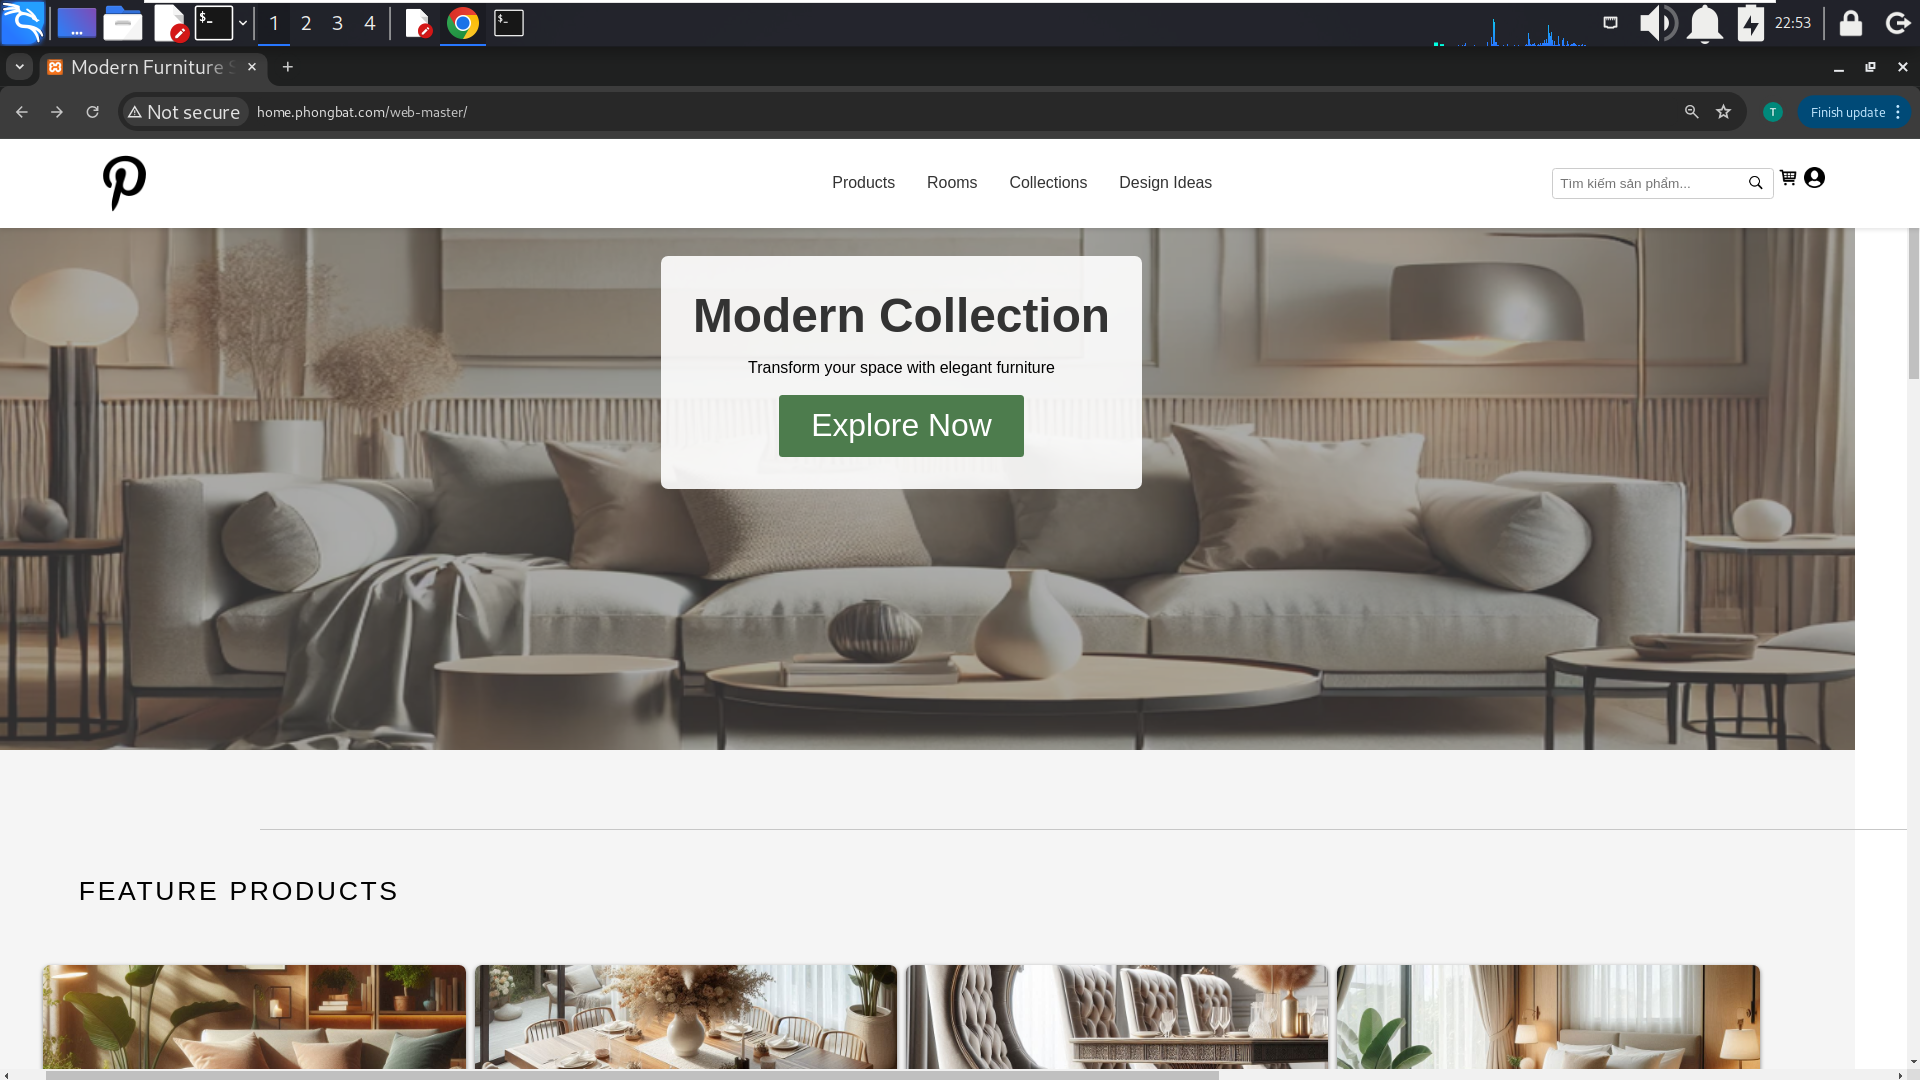 1 2 3 4
22:53
Modern Furniture S
Not secure home.phongbat.com/web-master/
T Finish update
Products Rooms Collections Design Ideas
Tìm kiếm sản phẩm...
Modern Collection
Transform your space with elegant furniture
Explore Now
FEATURE PRODUCTS